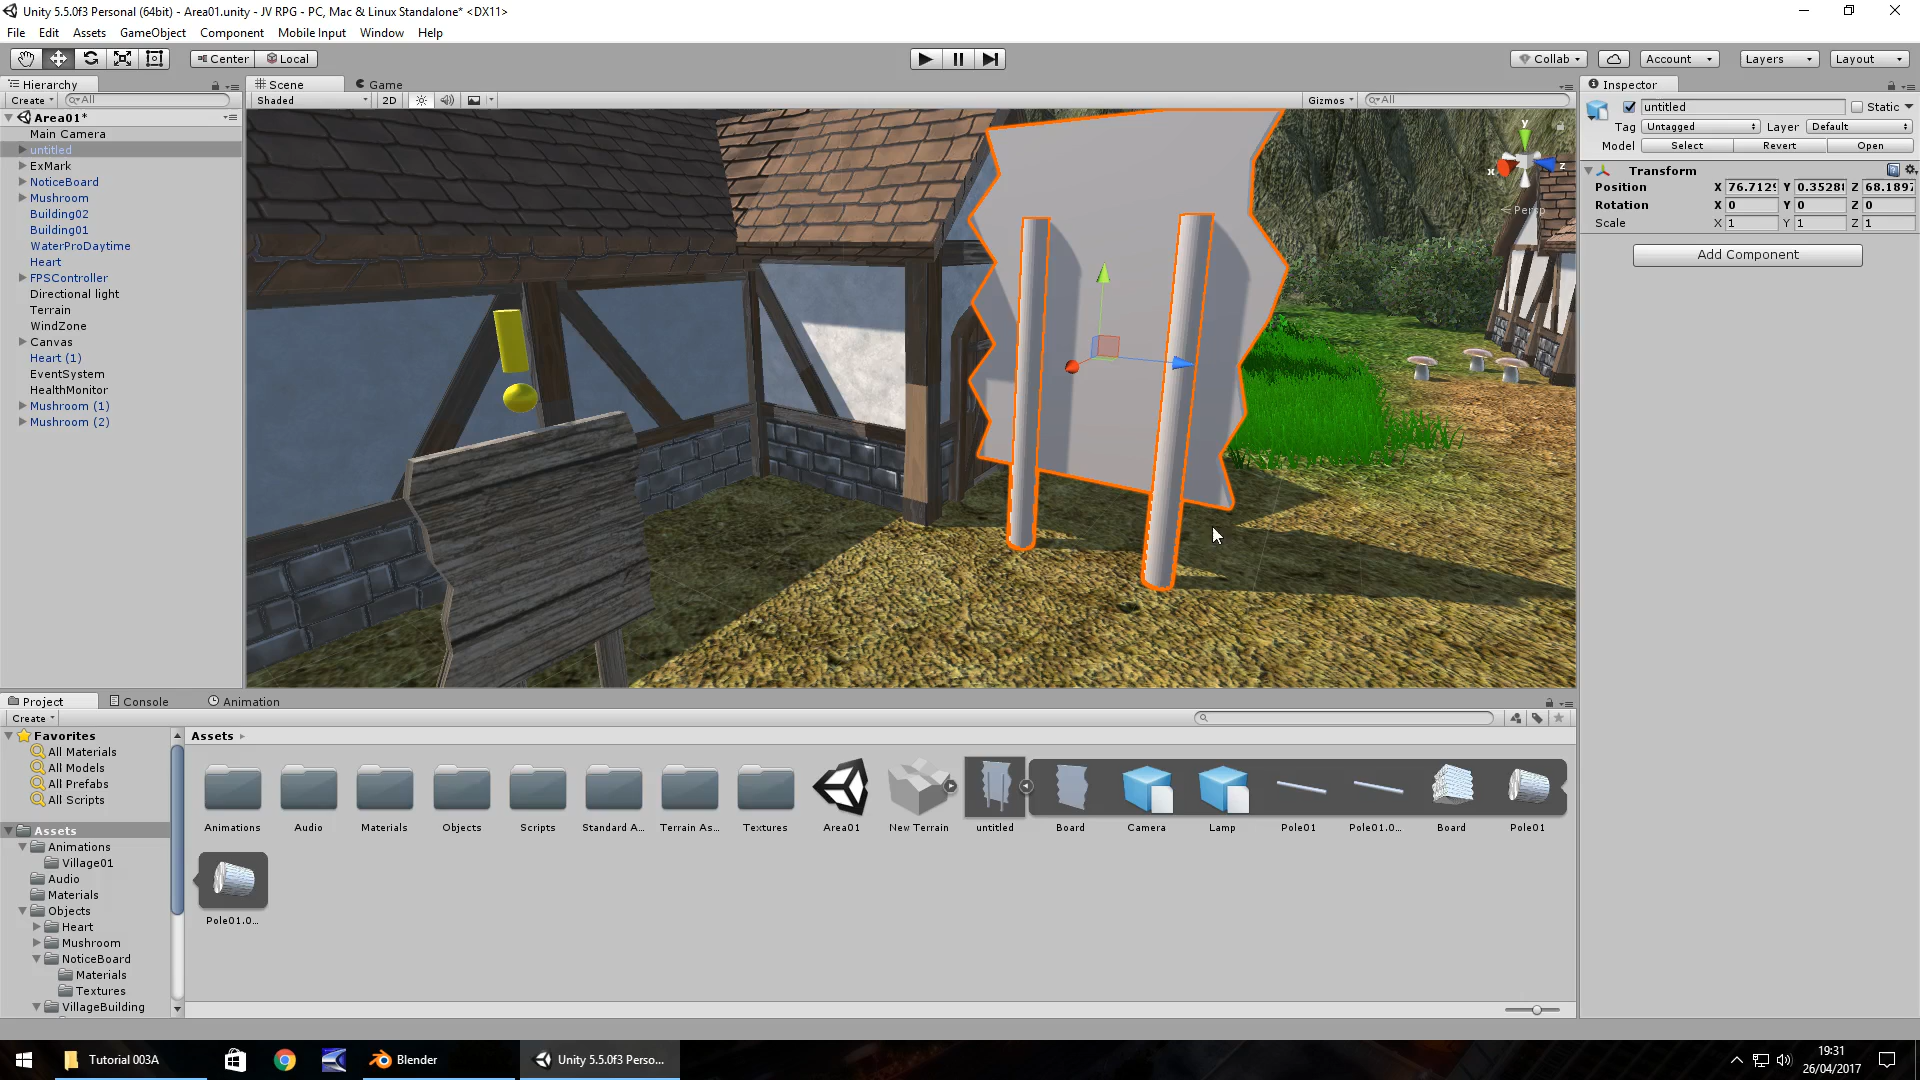 Unity 5.5.0f3 Personal (64bit) - Area01.unity - JV RPG - PC, Mac & Linux Standalone* <DX11>
File Edit Assets GameObject Component Mobile Input Window Help
Center Local Collab Account Layers Layout
Hierarchy Scene Game Inspector
Create All Shaded 2D Gizmos All
untitled Static
Tag Untagged Layer Default
Model Select Revert Open
Transform
Position X 76.7129 Y 0.3528 Z 68.1897
Rotation X 0 Y 0 Z 0
Scale X 1 Y 1 Z 1
Add Component
Area01*
Main Camera
untitled
ExMark
NoticeBoard
Mushroom
Building02
Building01
WaterProDaytime
Heart
FPSController
Directional light
Terrain
WindZone
Canvas
Heart (1)
EventSystem
HealthMonitor
Mushroom (1)
Mushroom (2)
y
x z
Persp
Project Console Animation
Create
Favorites
All Materials
All Models
All Prefabs
All Scripts
Assets
Animations
Village01
Audio
Materials
Objects
Heart
Mushroom
NoticeBoard
Materials
Textures
VillageBuilding
Assets
Animations Audio Materials Objects Scripts Standard A... Terrain As... Textures Area01 New Terrain untitled Board Camera Lamp Pole01 Pole01.0... Board Pole01
Pole01.0...
Tutorial 003A Blender Unity 5.5.0f3 Perso...
19:31
26/04/2017